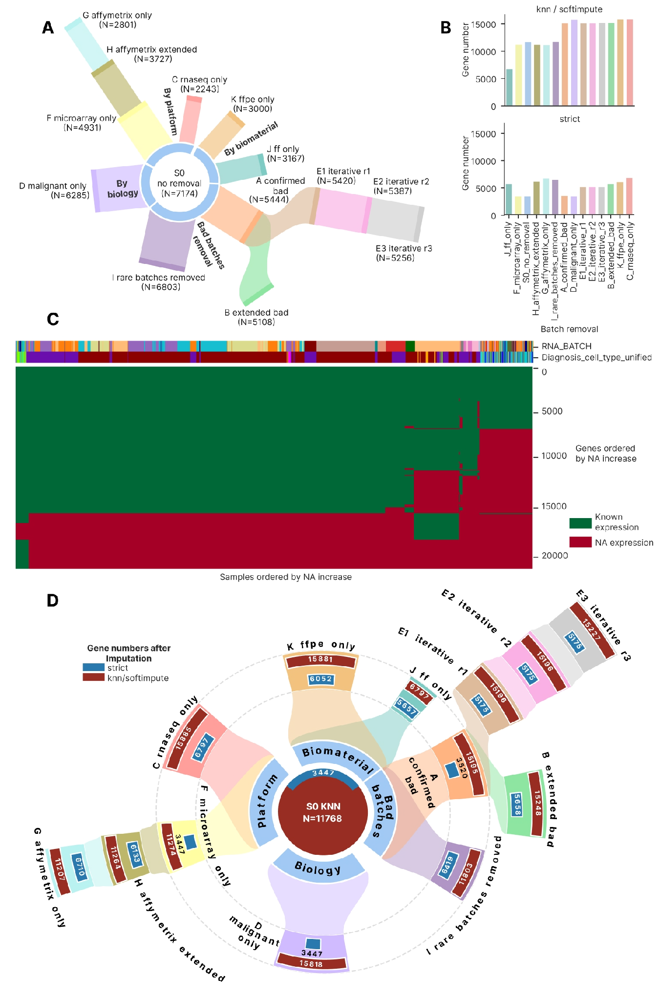 A
G affymetrix only
(N=2801)
H affymetrix extended
(N=3727)
By platform
C rnaseq only
(N=2243)
K ffpe only
(N=3000)
By biomaterial
F microarray only
(N=4931)
J ff only
(N=3167)
S0
no removal
(N=7174)
A confirmed
bad
(N=5444)
E1 iterative r1
(N=5420)
E2 iterative r2
(N=5387)
D malignant only
(N=6285)
By
biology
Bad batches
removal
E3 iterative r3
(N=5256)
I rare batches removed
(N=6803)
B extended bad
(N=5108)
B
knn / softimpute
Gene number
15000
10000
5000
0
strict
Gene number
15000
10000
5000
0
J_ff_only
F_microarray_only
S0_no_removal
H_affymetrix_extended
G_affymetrix_only
I_rare_batches_removed
A_confirmed_bad
D_malignant_only
E1_iterative_r1
E2_iterative_r2
E3_iterative_r3
B_extended_bad
K_ffpe_only
C_rnaseq_only
C
Batch removal
RNA_BATCH
Diagnosis_cell_type_unified
0
5000
10000
15000
20000
Genes ordered
by NA increase
Known
expression
NA expression
Samples ordered by NA increase
D
Gene numbers after
Imputation
strict
knn/softimpute
K ffpe only
15881
6052
J ff only
6797
5657
E1 iterative r1
15196
5175
E2 iterative r2
15196
5175
E3 iterative r3
15227
5175
C rnaseq only
15885
6797
Biomaterial
Platform
Bad
batches
Biology
3447
S0 KNN
N=11768
A
confirmed
bad
3520
15195
B extended bad
5658
15248
F microarray only
3447
11274
H affymetrix extended
6133
11264
G affymetrix only
6710
11207
I rare batches removed
6419
11803
D
malignant
only
3447
15818